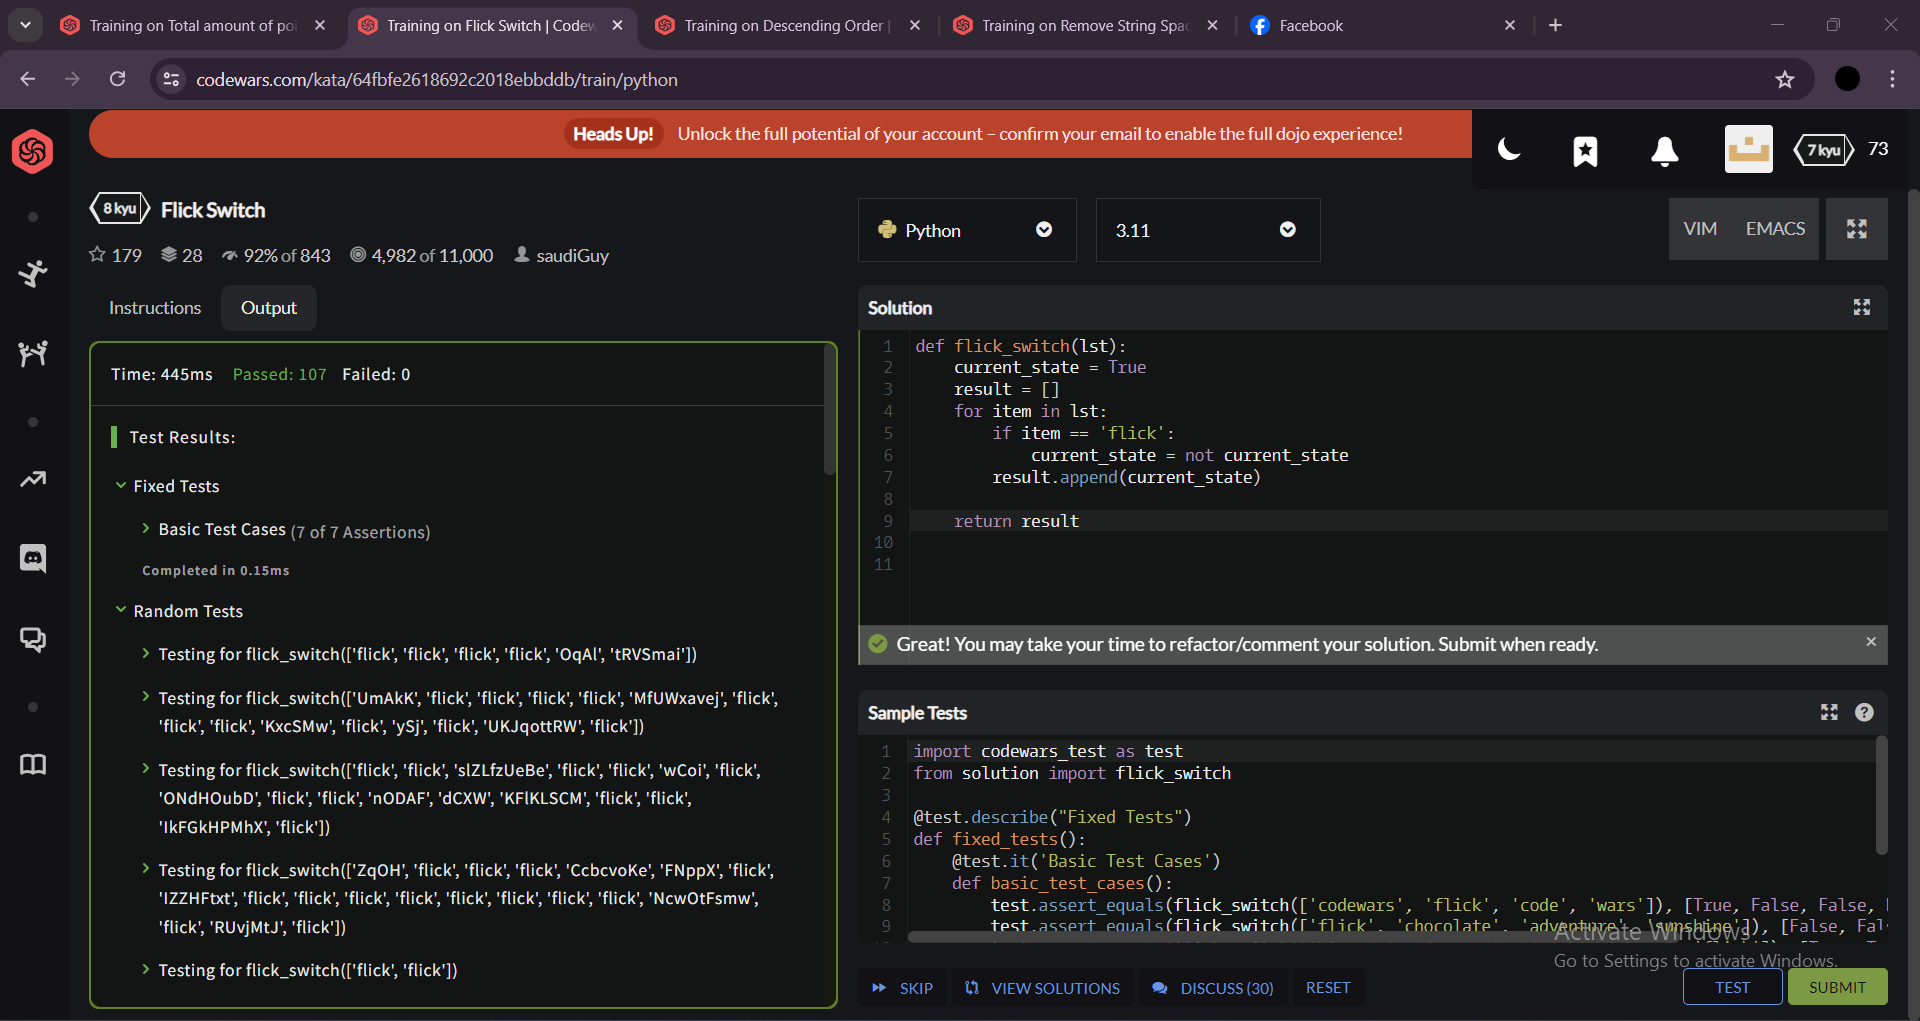 Training on Total amount of poi
Training on Flick Switch | Codew
Training on Descending Order |
Training on Remove String Spac
Facebook
codewars.com/kata/64fbfe2618692c2018ebbddb/train/python
Heads Up! Unlock the full potential of your account – confirm your email to enable the full dojo experience!
7 kyu 73
8 kyu Flick Switch
179 28 92% of 843 4,982 of 11,000 saudiGuy
Python
3.11
VIM EMACS
Instructions Output
Time: 445ms Passed: 107 Failed: 0
Test Results:
Fixed Tests
Basic Test Cases (7 of 7 Assertions)
Completed in 0.15ms
Random Tests
Testing for flick_switch(['flick', 'flick', 'flick', 'flick', 'OqAl', 'tRVSmai'])
Testing for flick_switch(['UmAkK', 'flick', 'flick', 'flick', 'flick', 'MfUWxavej', 'flick',
'flick', 'flick', 'KxcSMw', 'flick', 'ySj', 'flick', 'UKJqottRW', 'flick'])
Testing for flick_switch(['flick', 'flick', 'slZLfzUeBe', 'flick', 'flick', 'wCoi', 'flick',
'ONdHOubD', 'flick', 'flick', 'nODAF', 'dCXW', 'KFlKLSCM', 'flick', 'flick',
'IkFGkHPMhX', 'flick'])
Testing for flick_switch(['ZqOH', 'flick', 'flick', 'flick', 'CcbcvoKe', 'FNppX', 'flick',
'IZZHFtxt', 'flick', 'flick', 'flick', 'flick', 'flick', 'flick', 'flick', 'flick', 'NcwOtFsmw',
'flick', 'RUvjMtJ', 'flick'])
Testing for flick_switch(['flick', 'flick'])
Solution
1 def flick_switch(lst):
2 current_state = True
3 result = []
4 for item in lst:
5 if item == 'flick':
6 current_state = not current_state
7 result.append(current_state)
8
9 return result
10
11
Great! You may take your time to refactor/comment your solution. Submit when ready.
Sample Tests
1 import codewars_test as test
2 from solution import flick_switch
3
4 @test.describe("Fixed Tests")
5 def fixed_tests():
6 @test.it('Basic Test Cases')
7 def basic_test_cases():
8 test.assert_equals(flick_switch(['codewars', 'flick', 'code', 'wars']), [True, False, False,
9 test.assert_equals(flick_switch(['flick', 'chocolate', 'adventure', 'sunshine']), [False, Fal
Activate Windows
Go to Settings to activate Windows.
SKIP VIEW SOLUTIONS DISCUSS (30) RESET TEST SUBMIT